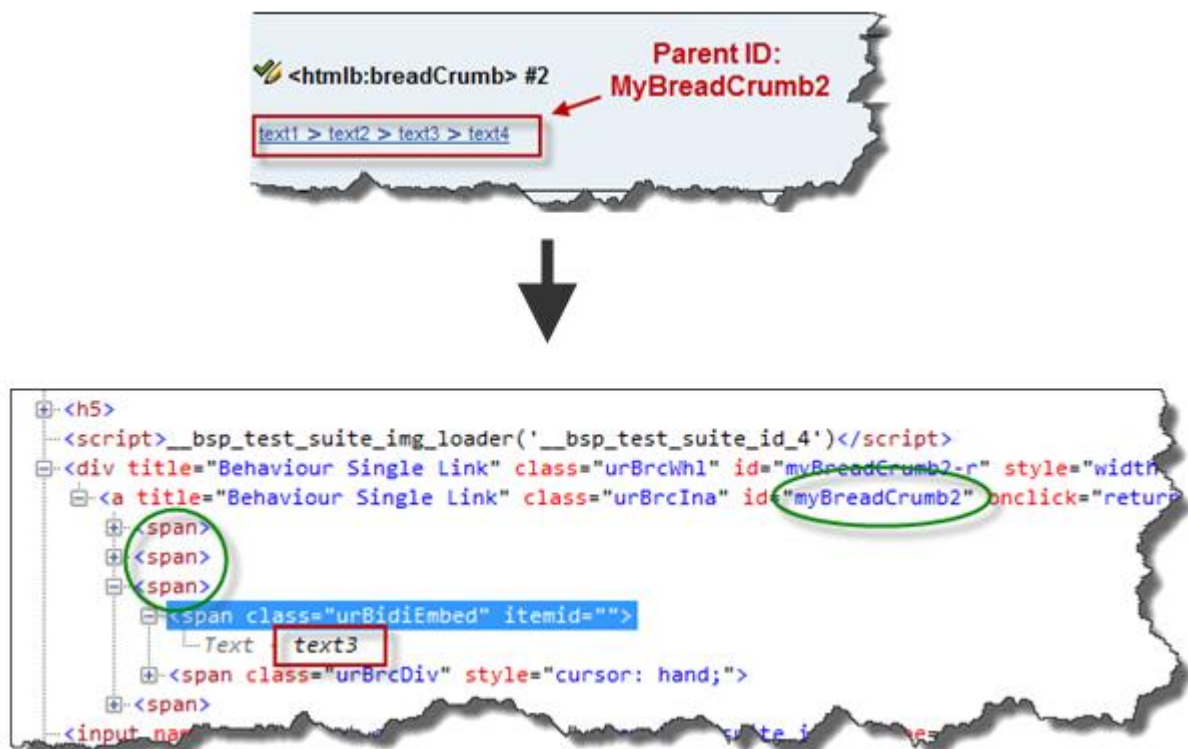 <htmlb:breadCrumb> #2
Parent ID:
MyBreadCrumb2
text1 > text2 > text3 > text4
<h5>
<script>__bsp_test_suite_img_loader('__bsp_test_suite_id_4')</script>
<div title="Behaviour Single Link" class="urBrcWhl" id="myBreadCrumb2-r" style="width
<a title="Behaviour Single Link" class="urBrcIna" id="myBreadCrumb2" onclick="return
<span>
<span>
<span>
<span class="urBidiEmbed" itemid="">
Text text3
<span class="urBrcDiv" style="cursor: hand;">
<span>
<input